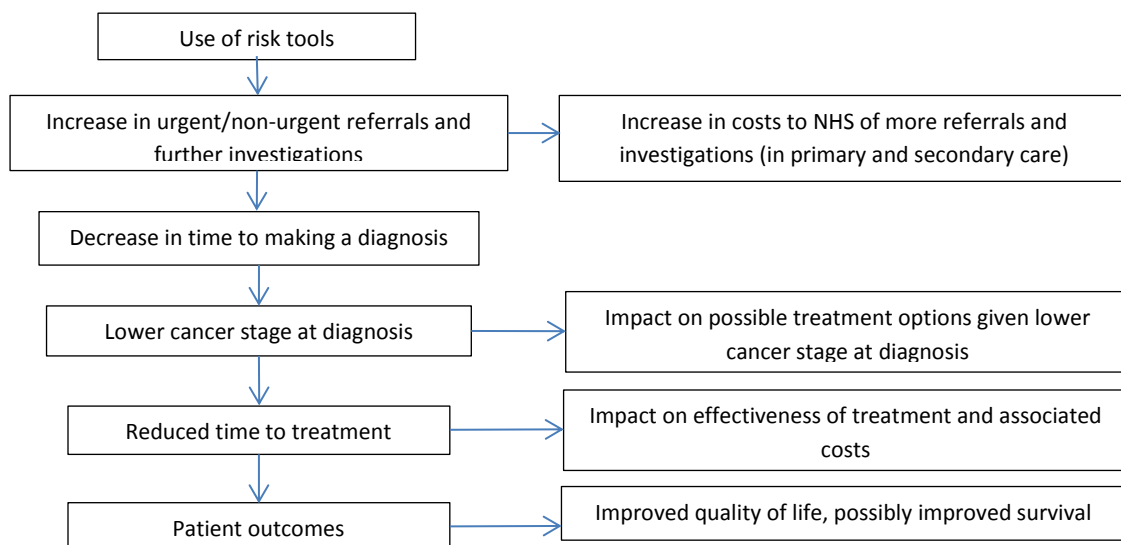 Use of risk tools
Increase in urgent/non-urgent referrals and
further investigations
Increase in costs to NHS of more referrals and
investigations (in primary and secondary care)
Decrease in time to making a diagnosis
Lower cancer stage at diagnosis
Impact on possible treatment options given lower
cancer stage at diagnosis
Reduced time to treatment
Impact on effectiveness of treatment and associated
costs
Patient outcomes
Improved quality of life, possibly improved survival